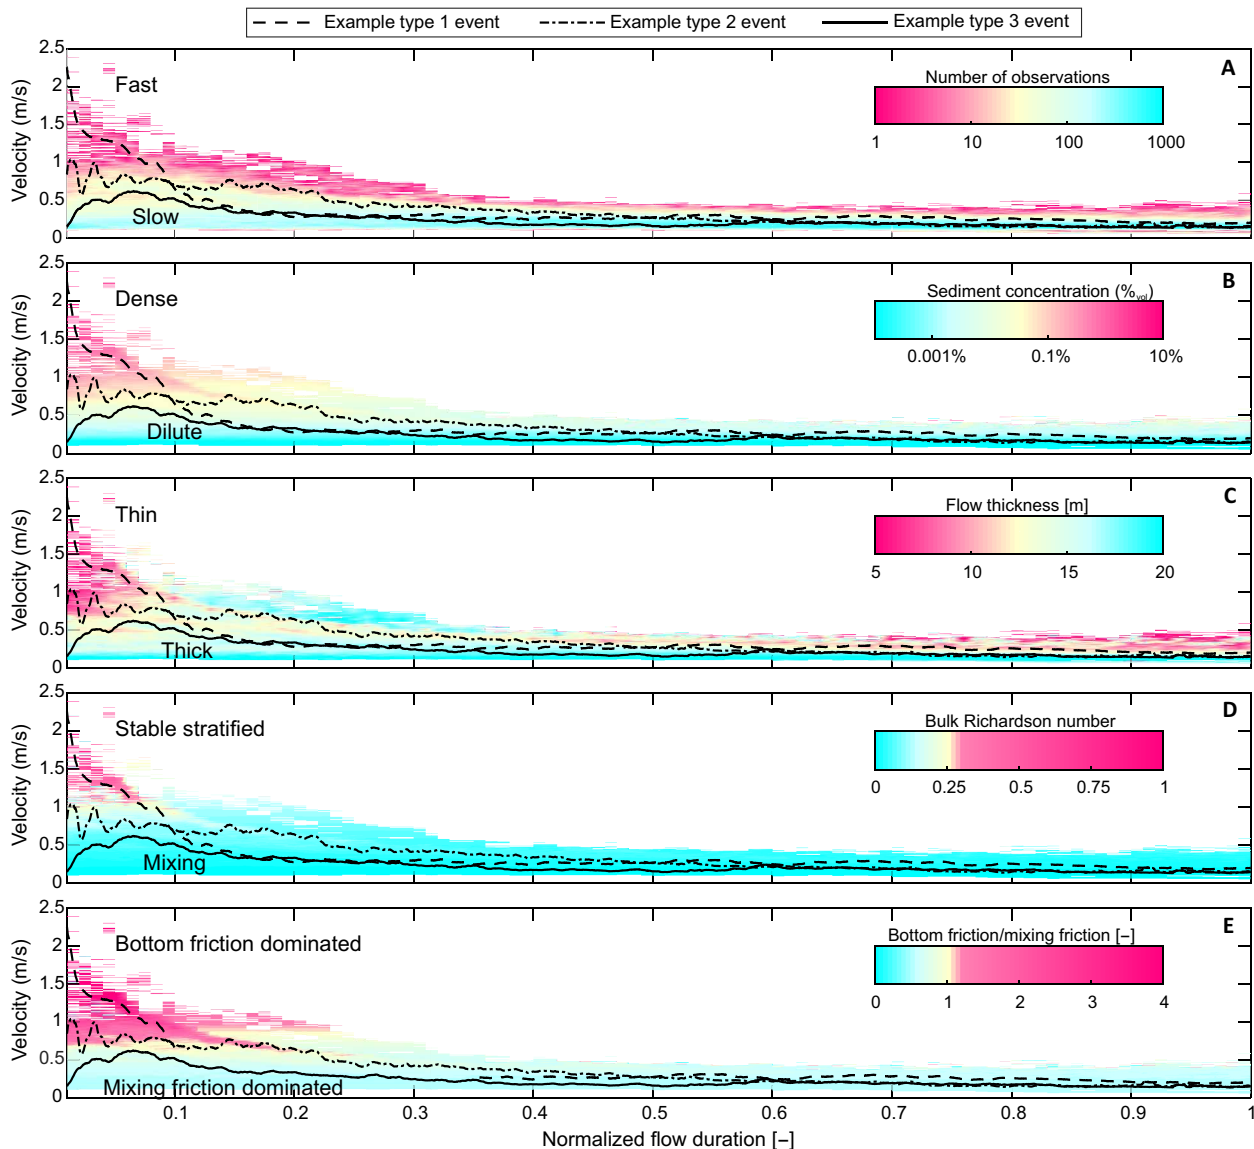 Example type 1 event Example type 2 event Example type 3 event
A
Fast
Slow
Number of observations
1 10 100 1000
Velocity (m/s)
2.5
2
1.5
1
0.5
0
B
Dense
Dilute
Sediment concentration (%vol)
0.001% 0.1% 10%
Velocity (m/s)
2.5
2
1.5
1
0.5
0
C
Thin
Thick
Flow thickness [m]
5 10 15 20
Velocity (m/s)
2.5
2
1.5
1
0.5
0
D
Stable stratified
Mixing
Bulk Richardson number
0 0.25 0.5 0.75 1
Velocity (m/s)
2.5
2
1.5
1
0.5
0
E
Bottom friction dominated
Mixing friction dominated
Bottom friction/mixing friction [–]
0 1 2 3 4
Velocity (m/s)
2.5
2
1.5
1
0.5
0
0.1 0.2 0.3 0.4 0.5 0.6 0.7 0.8 0.9 1
Normalized flow duration [–]